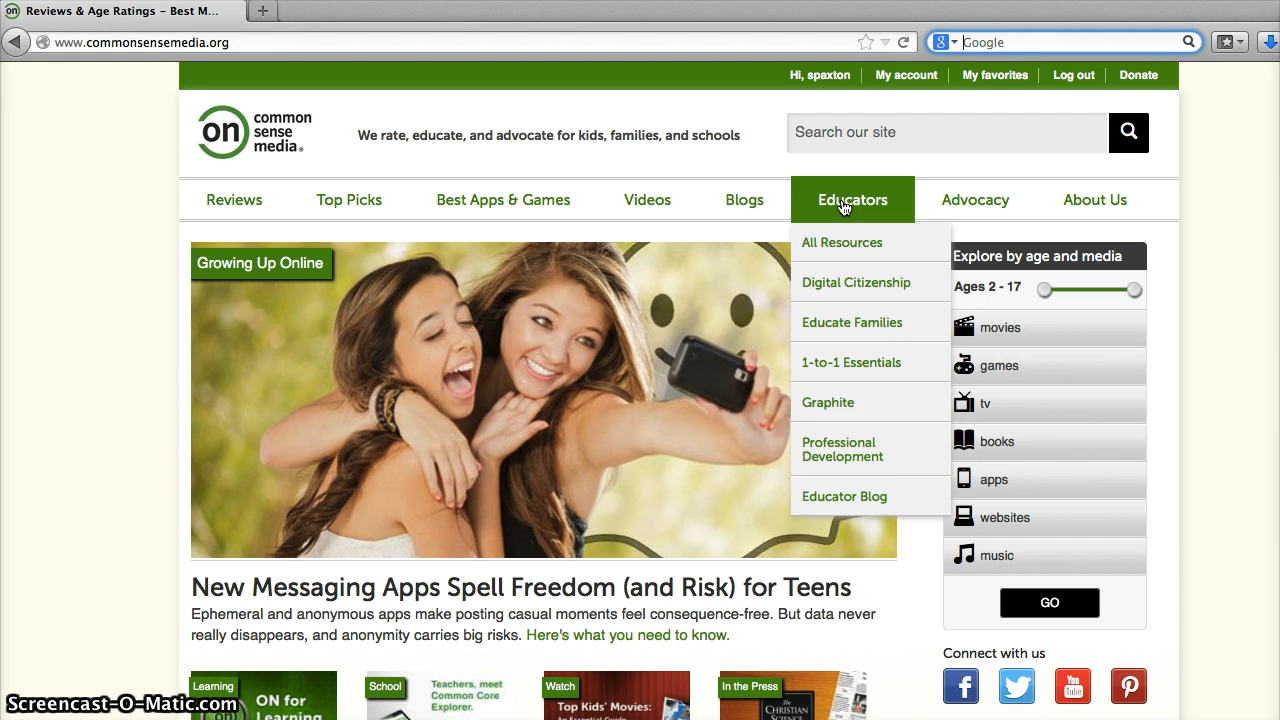 Reviews & Age Ratings – Best M...
www.commonsensemedia.org
Google
Hi, spaxton
My account
My favorites
Log out
Donate
on common sense media®
We rate, educate, and advocate for kids, families, and schools
Search our site
Reviews
Top Picks
Best Apps & Games
Videos
Blogs
Educators
Advocacy
About Us
All Resources
Digital Citizenship
Educate Families
1-to-1 Essentials
Graphite
Professional
Development
Educator Blog
Growing Up Online
Explore by age and media
Ages 2 - 17
movies
games
tv
books
apps
websites
music
GO
New Messaging Apps Spell Freedom (and Risk) for Teens
Ephemeral and anonymous apps make posting casual moments feel consequence-free. But data never
really disappears, and anonymity carries big risks. Here's what you need to know.
Connect with us
Learning
ON for
Learning
School
Teachers, meet
Common Core
Explorer.
Watch
Top Kids' Movies:
An Essential Guide
In the Press
THE
CHRISTIAN
SCIENCE
You
Tube
Screencast-O-Matic.com